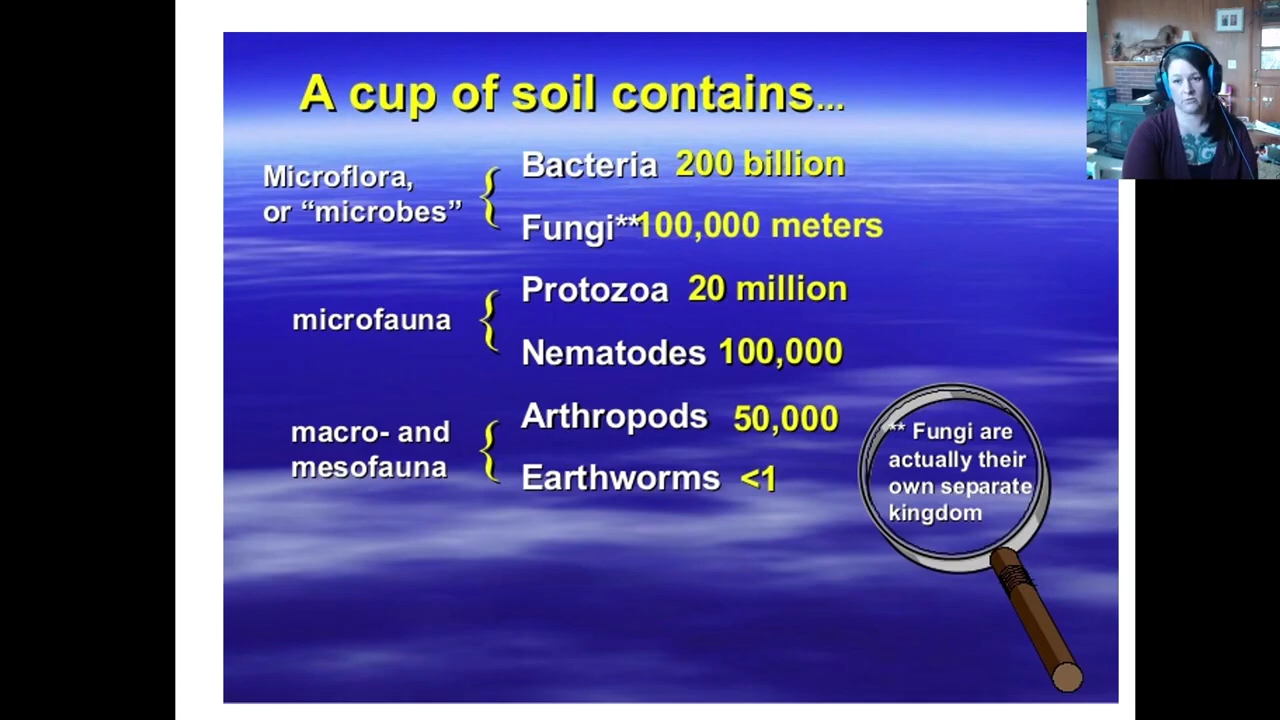 A cup of soil contains...
Microflora,
or “microbes”
{
Bacteria 200 billion
Fungi** 100,000 meters
microfauna
{
Protozoa 20 million
Nematodes 100,000
macro- and
mesofauna
{
Arthropods 50,000
Earthworms <1
** Fungi are
actually their
own separate
kingdom